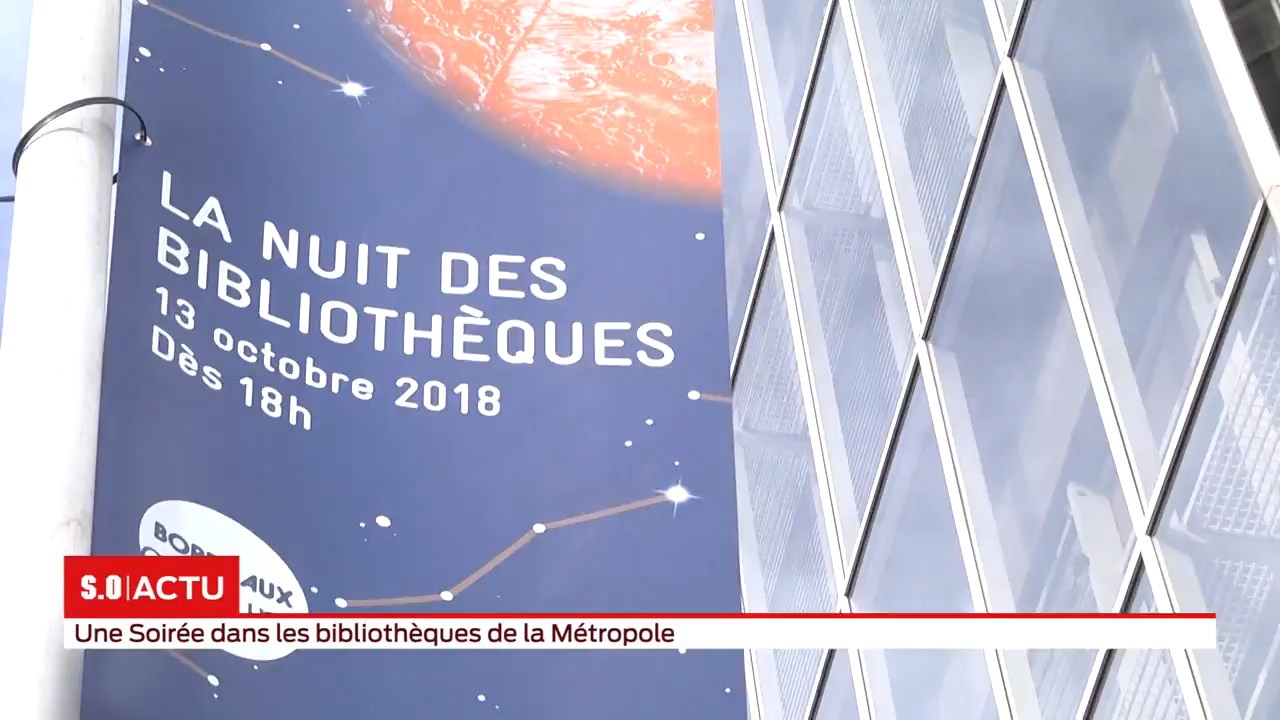 LA NUIT DES
BIBLIOTHÈQUES
13 octobre 2018
Dès 18h
S.O|ACTU
Une Soirée dans les bibliothèques de la Métropole